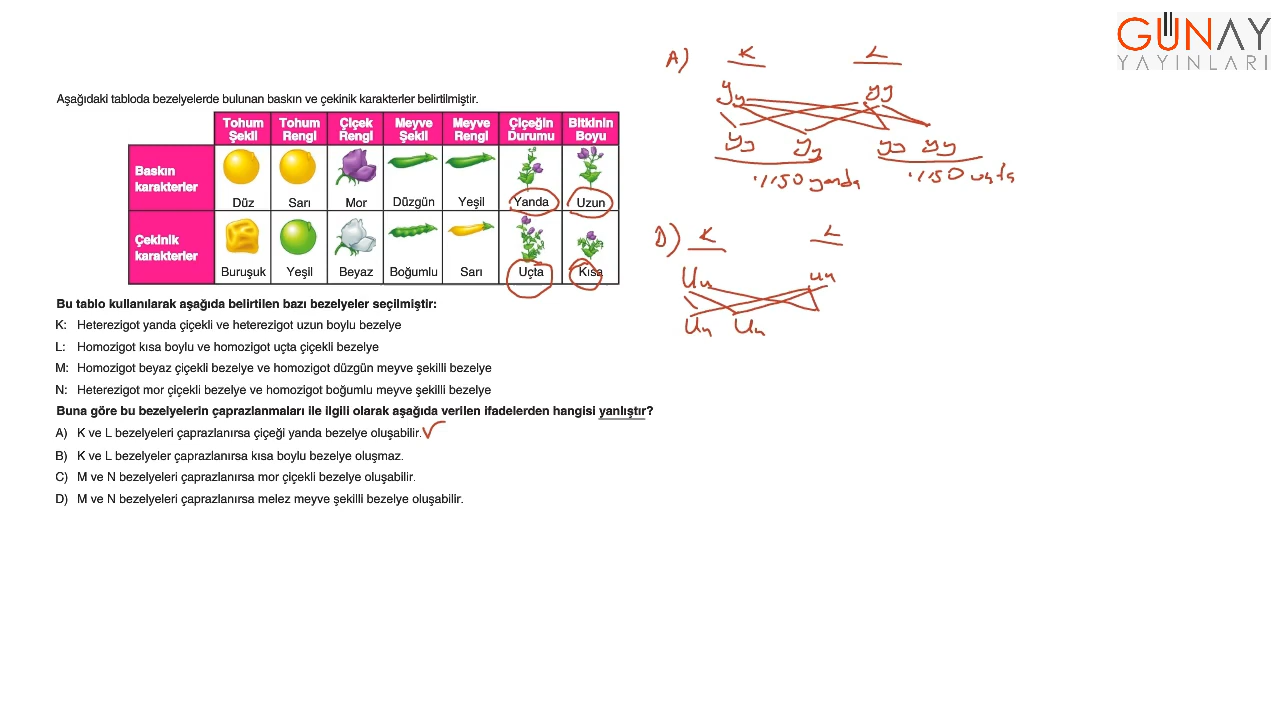 GÜNAY
YAYINLARI
Aşağıdaki tabloda bezelyelerde bulunan baskın ve çekinik karakterler belirtilmiştir.
Tohum Şekil Tohum Rengi Çiçek Rengi Meyve Şekil Meyve Rengi Çiçeğin Durumu Bitkinin Boyu
Baskın karakterler
Düz Sarı Mor Düzgün Yeşil Yanda Uzun
Çekinik karakterler
Buruşuk Yeşil Beyaz Boğumlu Sarı Uçta Kısa
Bu tablo kullanılarak aşağıda belirtilen bazı bezelyeler seçilmiştir:
K: Heterezigot yanda çiçekli ve heterezigot uzun boylu bezelye
L: Homozigot kısa boylu ve homozigot uçta çiçekli bezelye
M: Homozigot beyaz çiçekli bezelye ve homozigot düzgün meyve şekilli bezelye
N: Heterezigot mor çiçekli bezelye ve homozigot boğumlu meyve şekilli bezelye
Buna göre bu bezelyelerin çaprazlanmaları ile ilgili olarak aşağıda verilen ifadelerden hangisi yanlıştır?
A) K ve L bezelyeleri çaprazlanırsa çiçeği yanda bezelye oluşabilir.
B) K ve L bezelyeler çaprazlanırsa kısa boylu bezelye oluşmaz.
C) M ve N bezelyeleri çaprazlanırsa mor çiçekli bezelye oluşabilir.
D) M ve N bezelyeleri çaprazlanırsa melez meyve şekilli bezelye oluşabilir.
A) K L
Yy yy
Yy Yy yy yy
%50 yanda %50 uçta
K L
Uu uu
Uu Uu